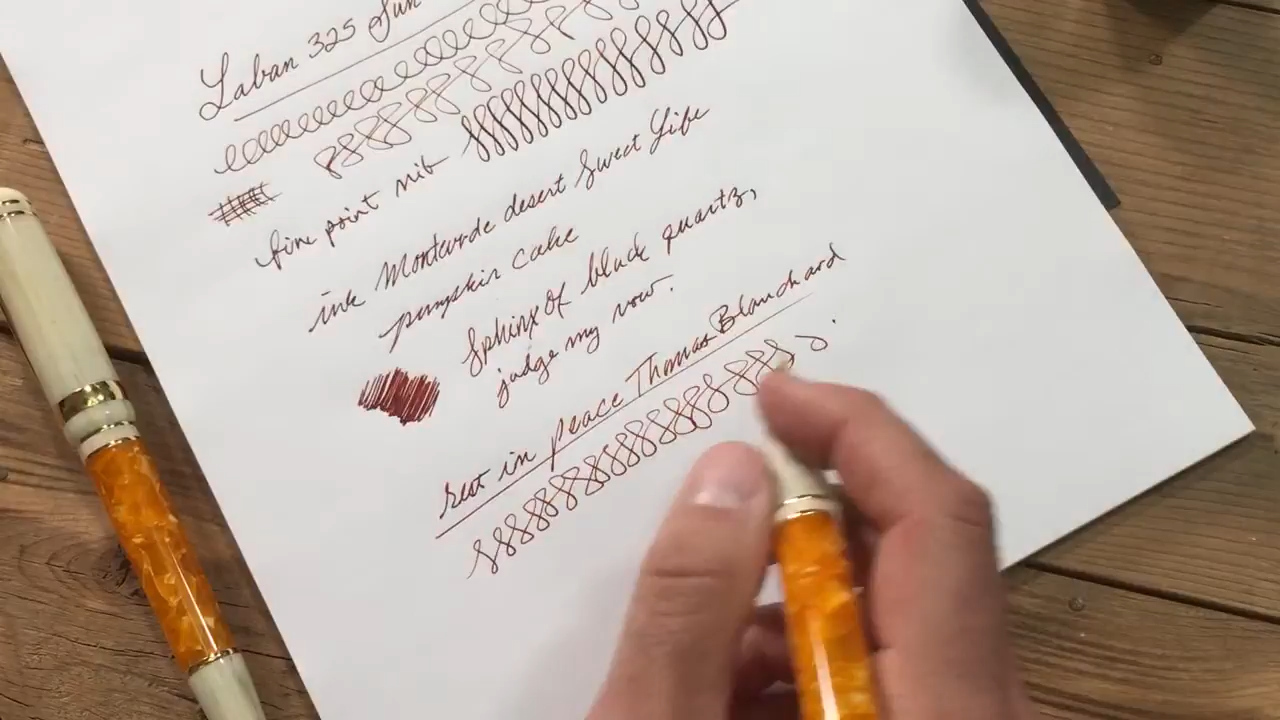 Laban 325 Sun
fine point nib
ink Monteverde desert Sweet Life
pumpkin cake
Sphinx of black quartz,
judge my vow.
rest in peace Thomas Blanchard